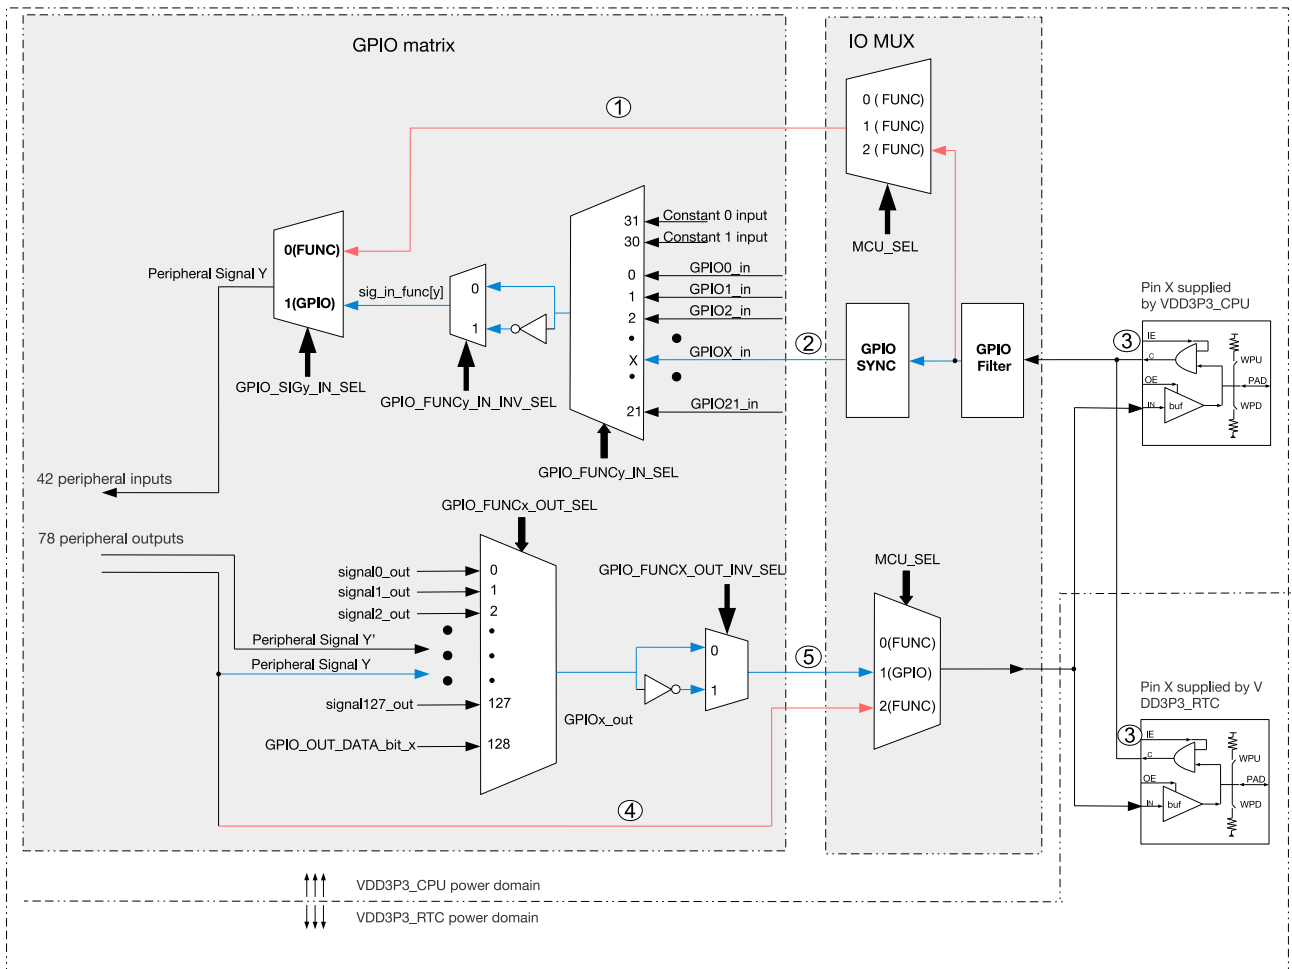 GPIO matrix
IO MUX
1
0 ( FUNC)
1 ( FUNC)
2 ( FUNC)
MCU_SEL
31
Constant 0 input
30
Constant 1 input
0
GPIO0_in
1
GPIO1_in
2
GPIO2_in
X
GPIOX_in
2
21
GPIO21_in
GPIO_FUNCy_IN_SEL
0(FUNC)
1(GPIO)
Peripheral Signal Y
sig_in_func[y]
0
1
GPIO_SIGy_IN_SEL
GPIO_FUNCy_IN_INV_SEL
GPIO
SYNC
GPIO
Filter
Pin X supplied
by VDD3P3_CPU
3
IE
C
OE
IN
buf
WPU
PAD
WPD
42 peripheral inputs
78 peripheral outputs
GPIO_FUNCx_OUT_SEL
signal0_out
0
signal1_out
1
signal2_out
2
Peripheral Signal Y'
Peripheral Signal Y
signal127_out
127
GPIO_OUT_DATA_bit_x
128
GPIOx_out
GPIO_FUNCX_OUT_INV_SEL
0
1
5
4
MCU_SEL
0(FUNC)
1(GPIO)
2(FUNC)
Pin X supplied by V
DD3P3_RTC
3
IE
C
OE
IN
buf
WPU
PAD
WPD
VDD3P3_CPU power domain
VDD3P3_RTC power domain